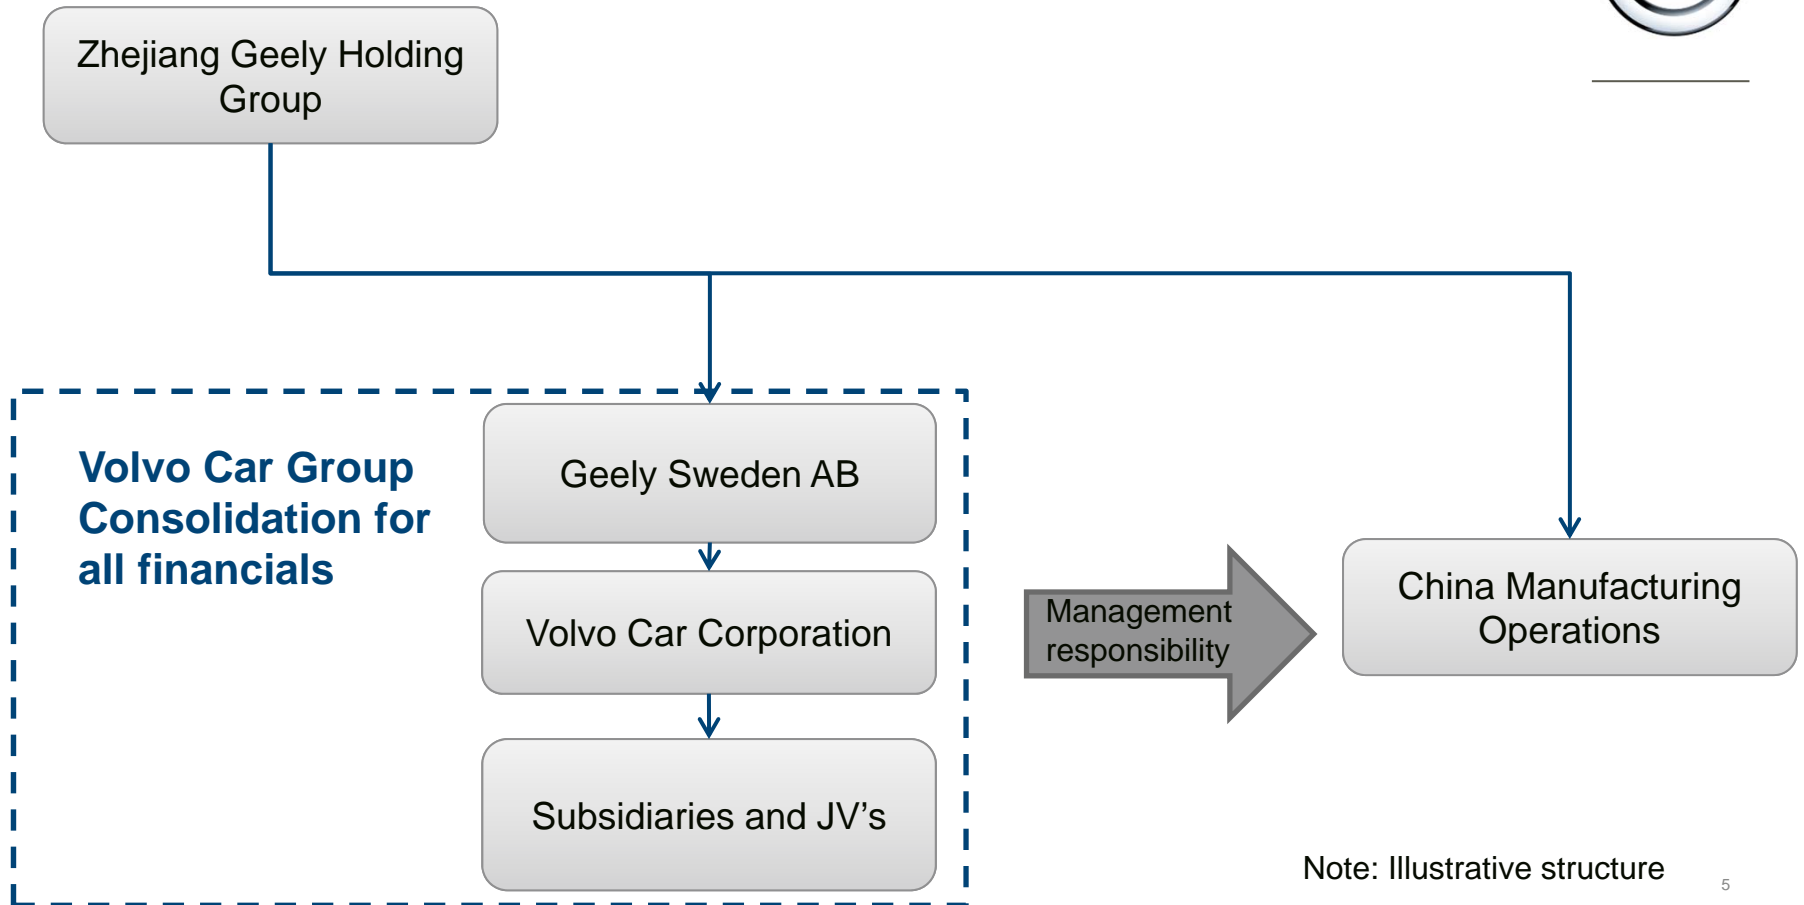 Zhejiang Geely Holding
Group
Volvo Car Group
Consolidation for
all financials
Geely Sweden AB
Volvo Car Corporation
Subsidiaries and JV’s
Management
responsibility
China Manufacturing
Operations
Note: Illustrative structure
5